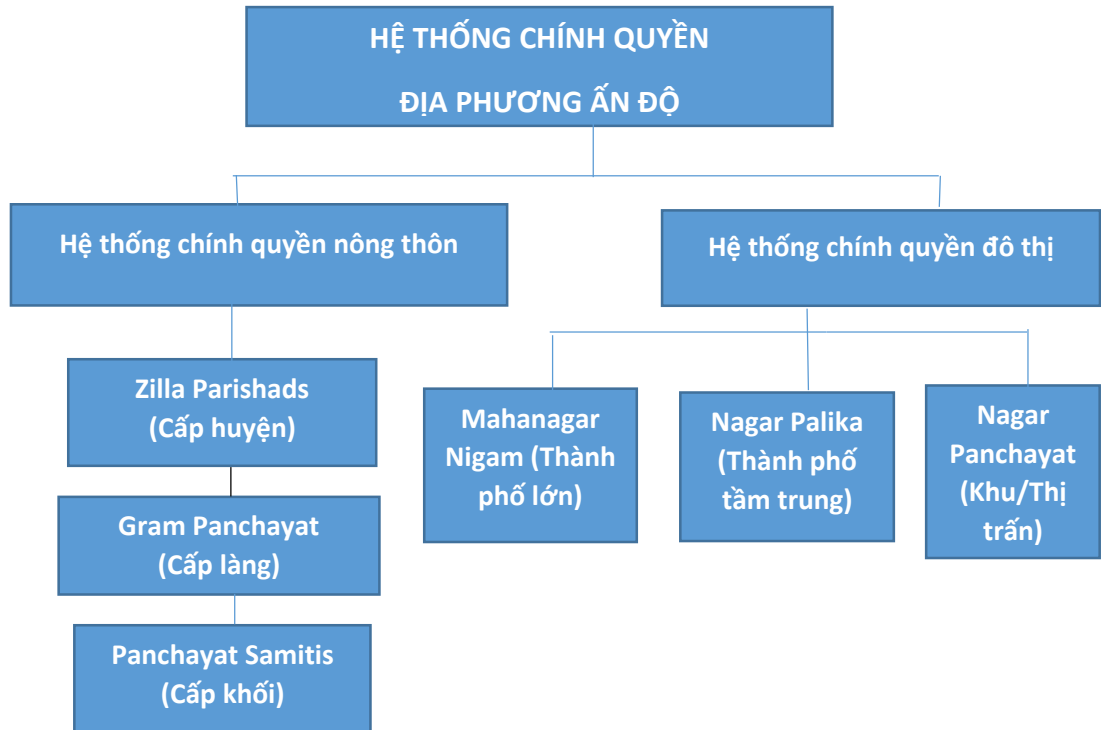 HỆ THỐNG CHÍNH QUYỀN
ĐỊA PHƯƠNG ẤN ĐỘ
Hệ thống chính quyền nông thôn
Hệ thống chính quyền đô thị
Zilla Parishads
(Cấp huyện)
Gram Panchayat
(Cấp làng)
Panchayat Samitis
(Cấp khối)
Mahanagar
Nigam (Thành
phố lớn)
Nagar Palika
(Thành phố
tầm trung)
Nagar
Panchayat
(Khu/Thị
trấn)